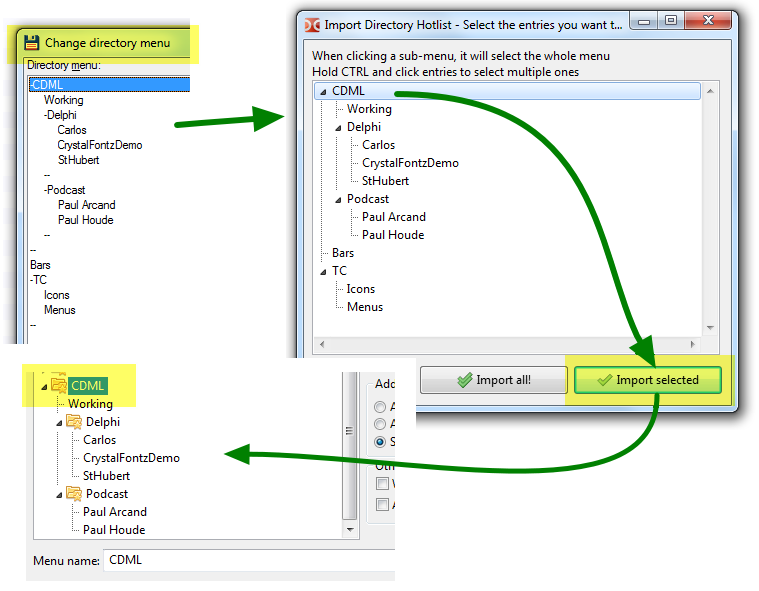 Change directory menu
Directory menu:
-CDML
Working
-Delphi
Carlos
CrystalFontzDemo
StHubert
--
-Podcast
Paul Arcand
Paul Houde
--
--
Bars
-TC
Icons
Menus
--
Import Directory Hotlist - Select the entries you want t...
When clicking a sub-menu, it will select the whole menu
Hold CTRL and click entries to select multiple ones
CDML
Working
Delphi
Carlos
CrystalFontzDemo
StHubert
Podcast
Paul Arcand
Paul Houde
Bars
TC
Icons
Menus
Import all!
Import selected
CDML
Working
Delphi
Carlos
CrystalFontzDemo
StHubert
Podcast
Paul Arcand
Paul Houde
Menu name: CDML
Add
A
A
S
Oth